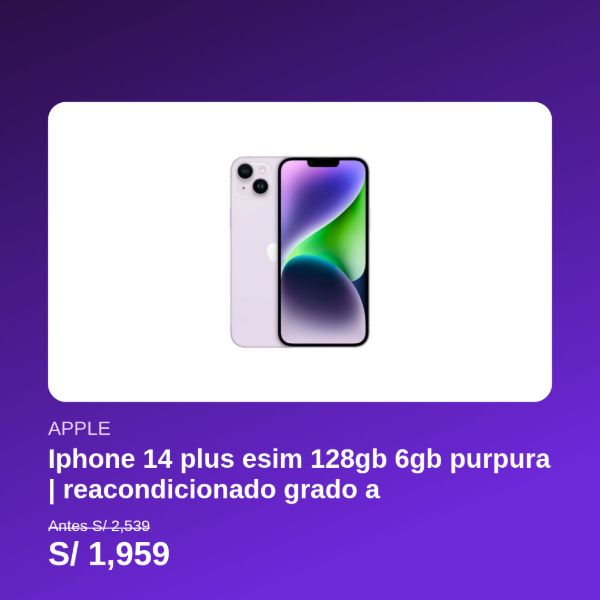 APPLE
Iphone 14 plus esim 128gb 6gb purpura
| reacondicionado grado a
Antes S/ 2,539
S/ 1,959